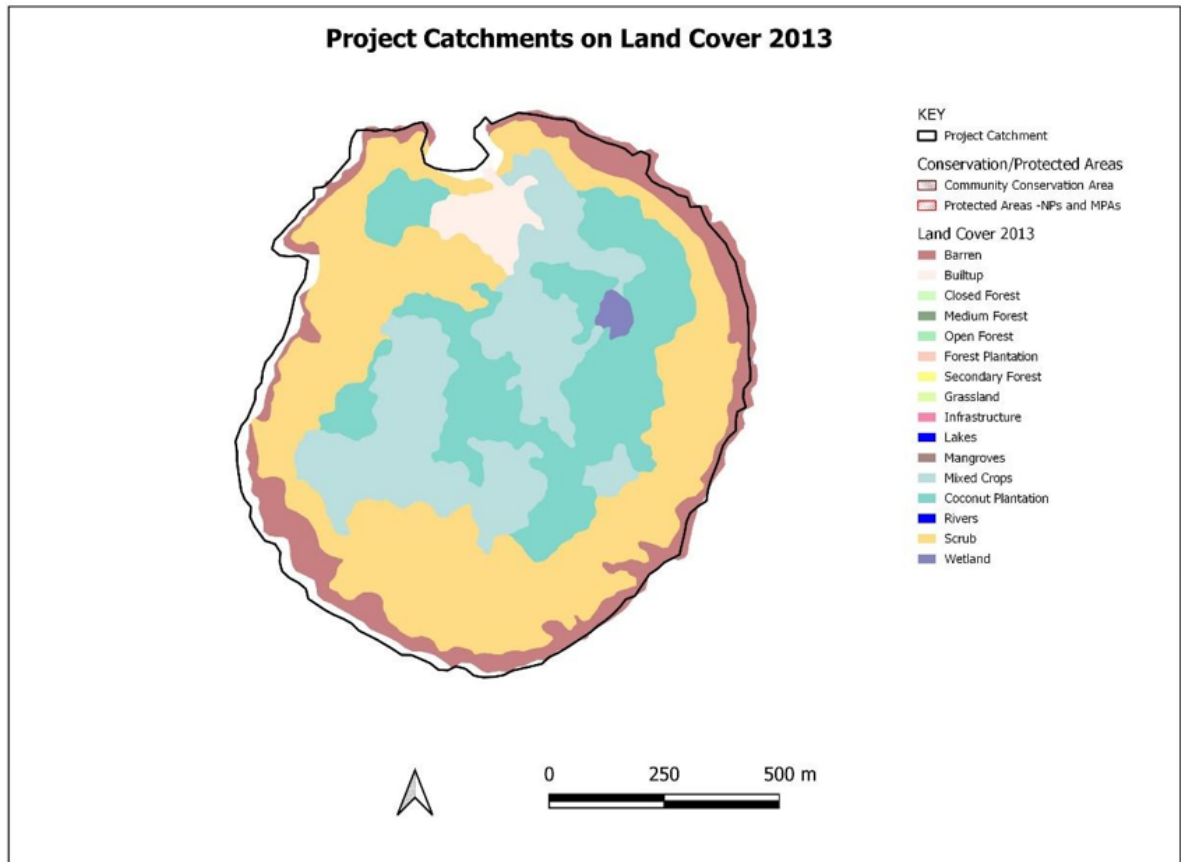 Project Catchments on Land Cover 2013
KEY
Project Catchment
Conservation/Protected Areas
Community Conservation Area
Protected Areas -NPs and MPAs
Land Cover 2013
Barren
Builtup
Closed Forest
Medium Forest
Open Forest
Forest Plantation
Secondary Forest
Grassland
Infrastructure
Lakes
Mangroves
Mixed Crops
Coconut Plantation
Rivers
Scrub
Wetland
0 250 500 m